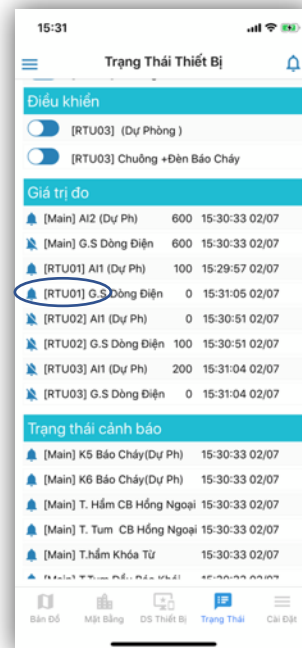 15:31
Trạng Thái Thiết Bị
Điều khiển
[RTU03] (Dự Phòng )
[RTU03] Chuông +Đèn Báo Cháy
Giá trị đo
[Main] AI2 (Dự Ph) 600 15:30:33 02/07
[Main] G.S Dòng Điện 600 15:30:33 02/07
[RTU01] AI1 (Dự Ph) 100 15:29:57 02/07
[RTU01] G.S Dòng Điện 0 15:31:05 02/07
[RTU02] AI1 (Dự Ph) 0 15:30:51 02/07
[RTU02] G.S Dòng Điện 100 15:30:51 02/07
[RTU03] AI1 (Dự Ph) 200 15:31:04 02/07
[RTU03] G.S Dòng Điện 0 15:31:04 02/07
Trạng thái cảnh báo
[Main] K5 Báo Cháy(Dự Ph) 15:30:33 02/07
[Main] K6 Báo Cháy(Dự Ph) 15:30:33 02/07
[Main] T. Hầm CB Hồng Ngoại 15:30:33 02/07
[Main] T. Tum CB Hồng Ngoại 15:30:33 02/07
[Main] T.hầm Khóa Từ 15:30:33 02/07
Bản Đồ Mặt Bằng DS Thiết Bị Trạng Thái Cài Đặt